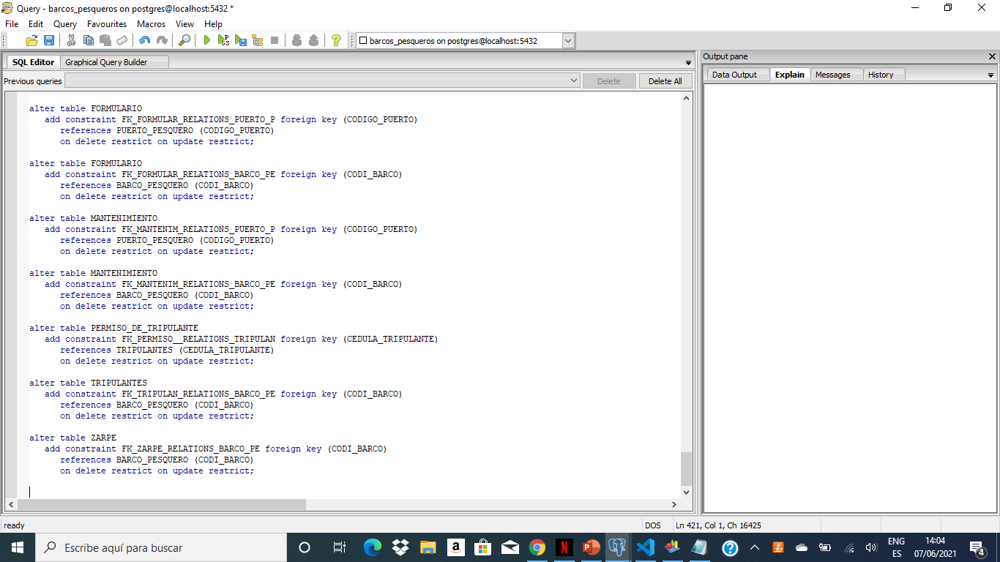 Query - barcos_pesqueros on postgres@localhost:5432 *
File Edit Query Favourites Macros View Help
barcos_pesqueros on postgres@localhost:5432
SQL Editor Graphical Query Builder
Previous queries Delete Delete All
alter table FORMULARIO
add constraint FK_FORMULAR_RELATIONS_PUERTO_P foreign key (CODIGO_PUERTO)
references PUERTO_PESQUERO (CODIGO_PUERTO)
on delete restrict on update restrict;
alter table FORMULARIO
add constraint FK_FORMULAR_RELATIONS_BARCO_PE foreign key (CODI_BARCO)
references BARCO_PESQUERO (CODI_BARCO)
on delete restrict on update restrict;
alter table MANTENIMIENTO
add constraint FK_MANTENIM_RELATIONS_PUERTO_P foreign key (CODIGO_PUERTO)
references PUERTO_PESQUERO (CODIGO_PUERTO)
on delete restrict on update restrict;
alter table MANTENIMIENTO
add constraint FK_MANTENIM_RELATIONS_BARCO_PE foreign key (CODI_BARCO)
references BARCO_PESQUERO (CODI_BARCO)
on delete restrict on update restrict;
alter table PERMISO_DE_TRIPULANTE
add constraint FK_PERMISO__RELATIONS_TRIPULAN foreign key (CEDULA_TRIPULANTE)
references TRIPULANTES (CEDULA_TRIPULANTE)
on delete restrict on update restrict;
alter table TRIPULANTES
add constraint FK_TRIPULAN_RELATIONS_BARCO_PE foreign key (CODI_BARCO)
references BARCO_PESQUERO (CODI_BARCO)
on delete restrict on update restrict;
alter table ZARPE
add constraint FK_ZARPE_RELATIONS_BARCO_PE foreign key (CODI_BARCO)
references BARCO_PESQUERO (CODI_BARCO)
on delete restrict on update restrict;
Output pane
Data Output Explain Messages History
ready DOS Ln 421, Col 1, Ch 16425
Escribe aquí para buscar
ENG
ES
14:04
07/06/2021
4